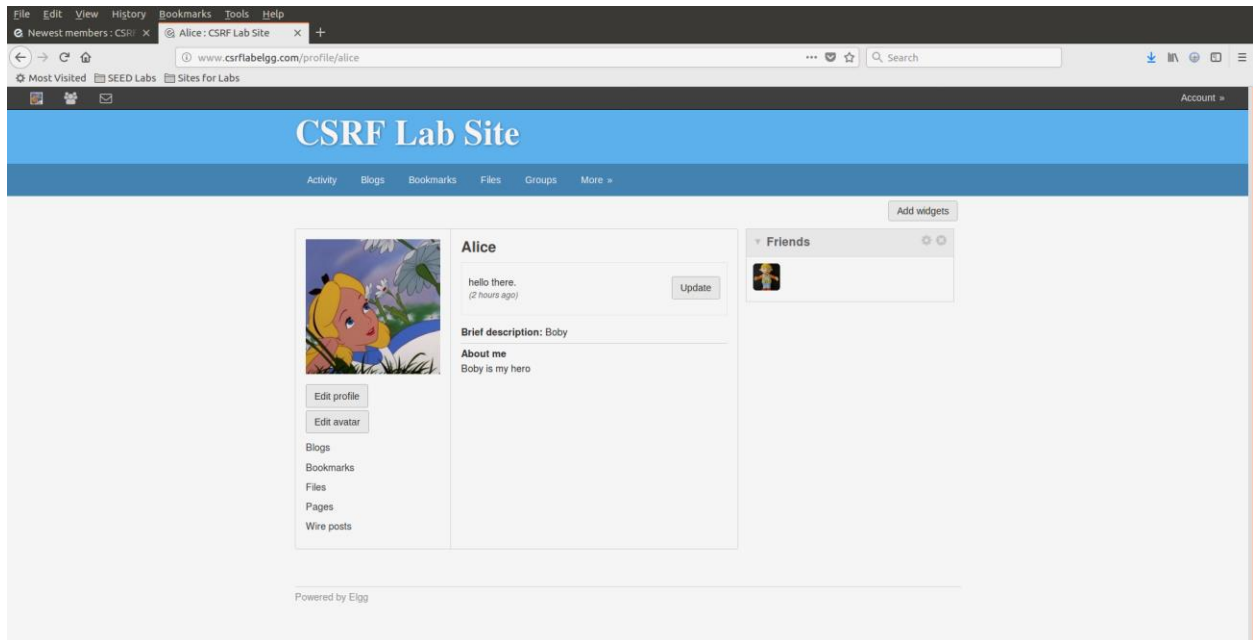 File Edit View History Bookmarks Tools Help
Newest members : CSRF
Alice : CSRF Lab Site
www.csrflabelgg.com/profile/alice
Search
Most Visited SEED Labs Sites for Labs
Account »
CSRF Lab Site
Activity Blogs Bookmarks Files Groups More »
Add widgets
Alice
hello there.
(2 hours ago)
Update
Brief description: Boby
About me
Boby is my hero
Edit profile
Edit avatar
Blogs
Bookmarks
Files
Pages
Wire posts
Friends
Powered by Elgg